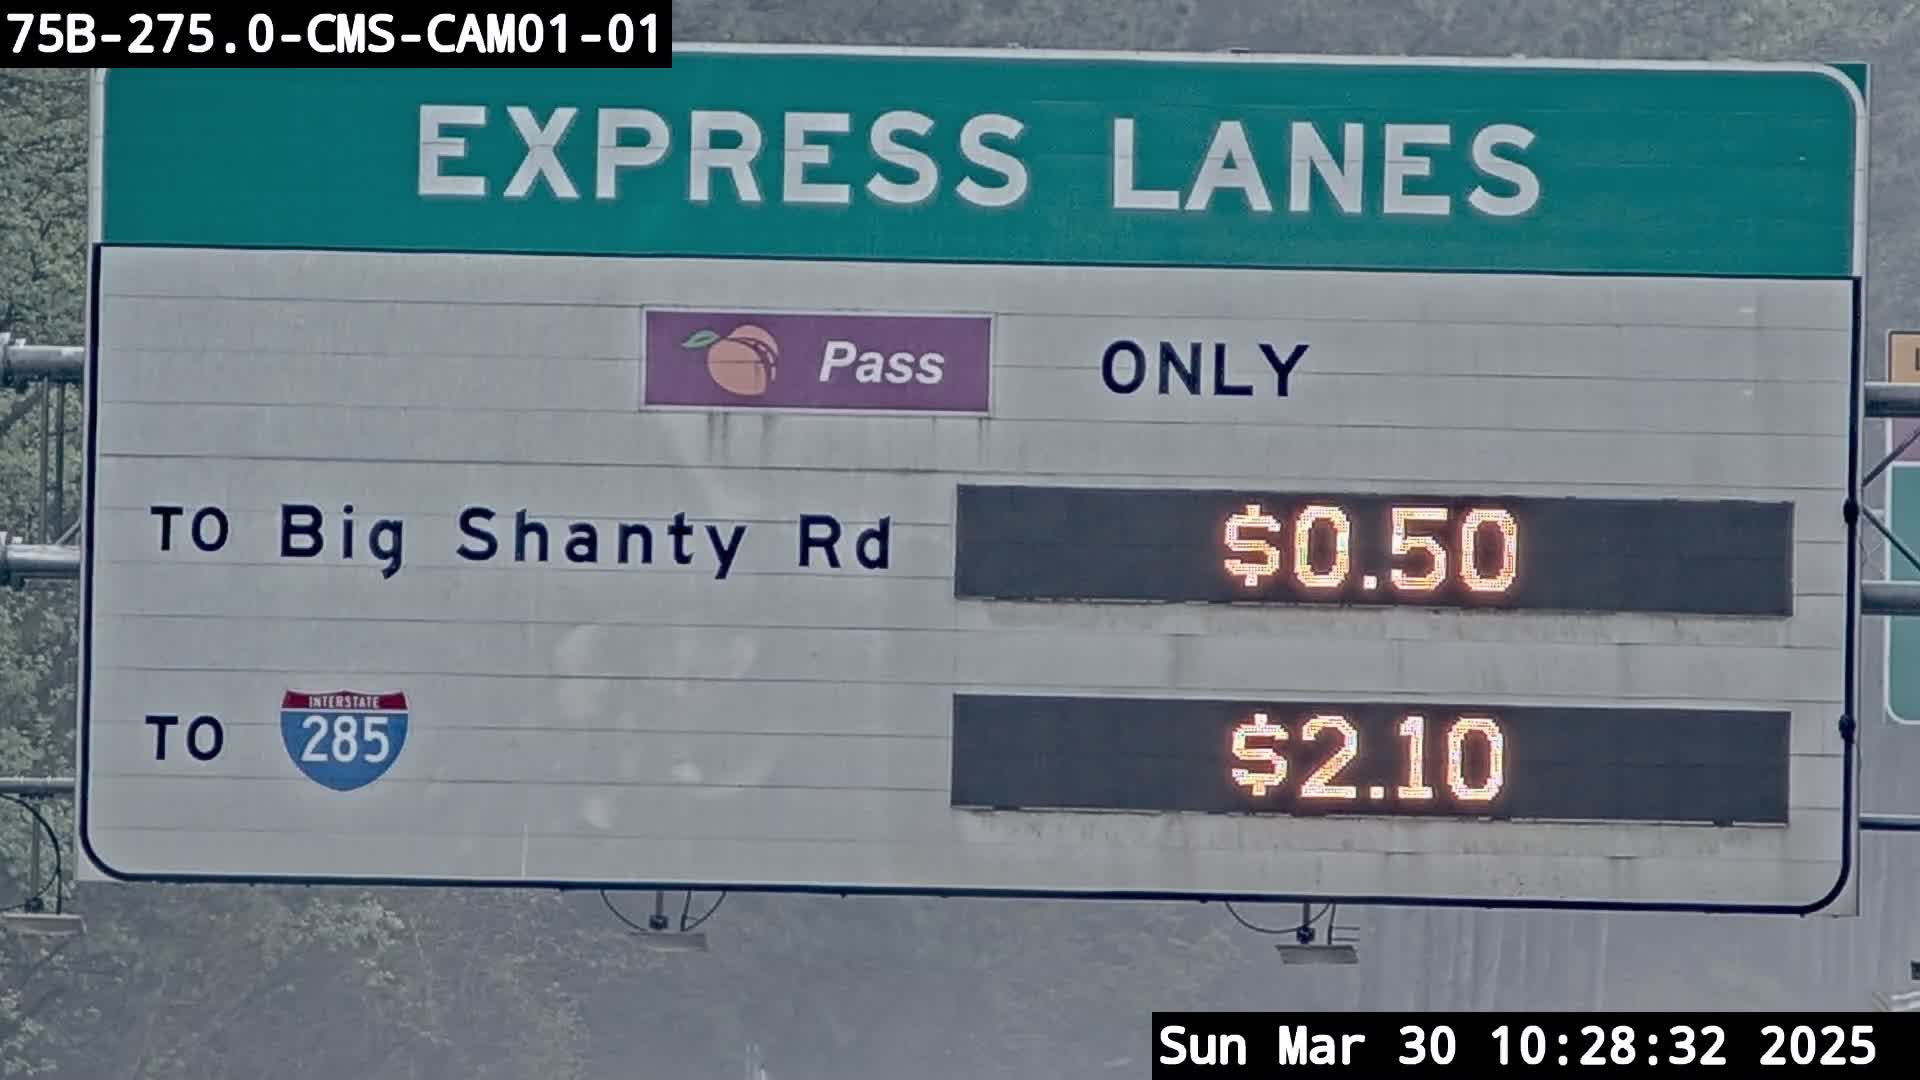 75B-275.0-CMS-CAM01-01
EXPRESS LANES
Pass ONLY
TO Big Shanty Rd $0.50
TO INTERSTATE 285 $2.10
Sun Mar 30 10:28:32 2025